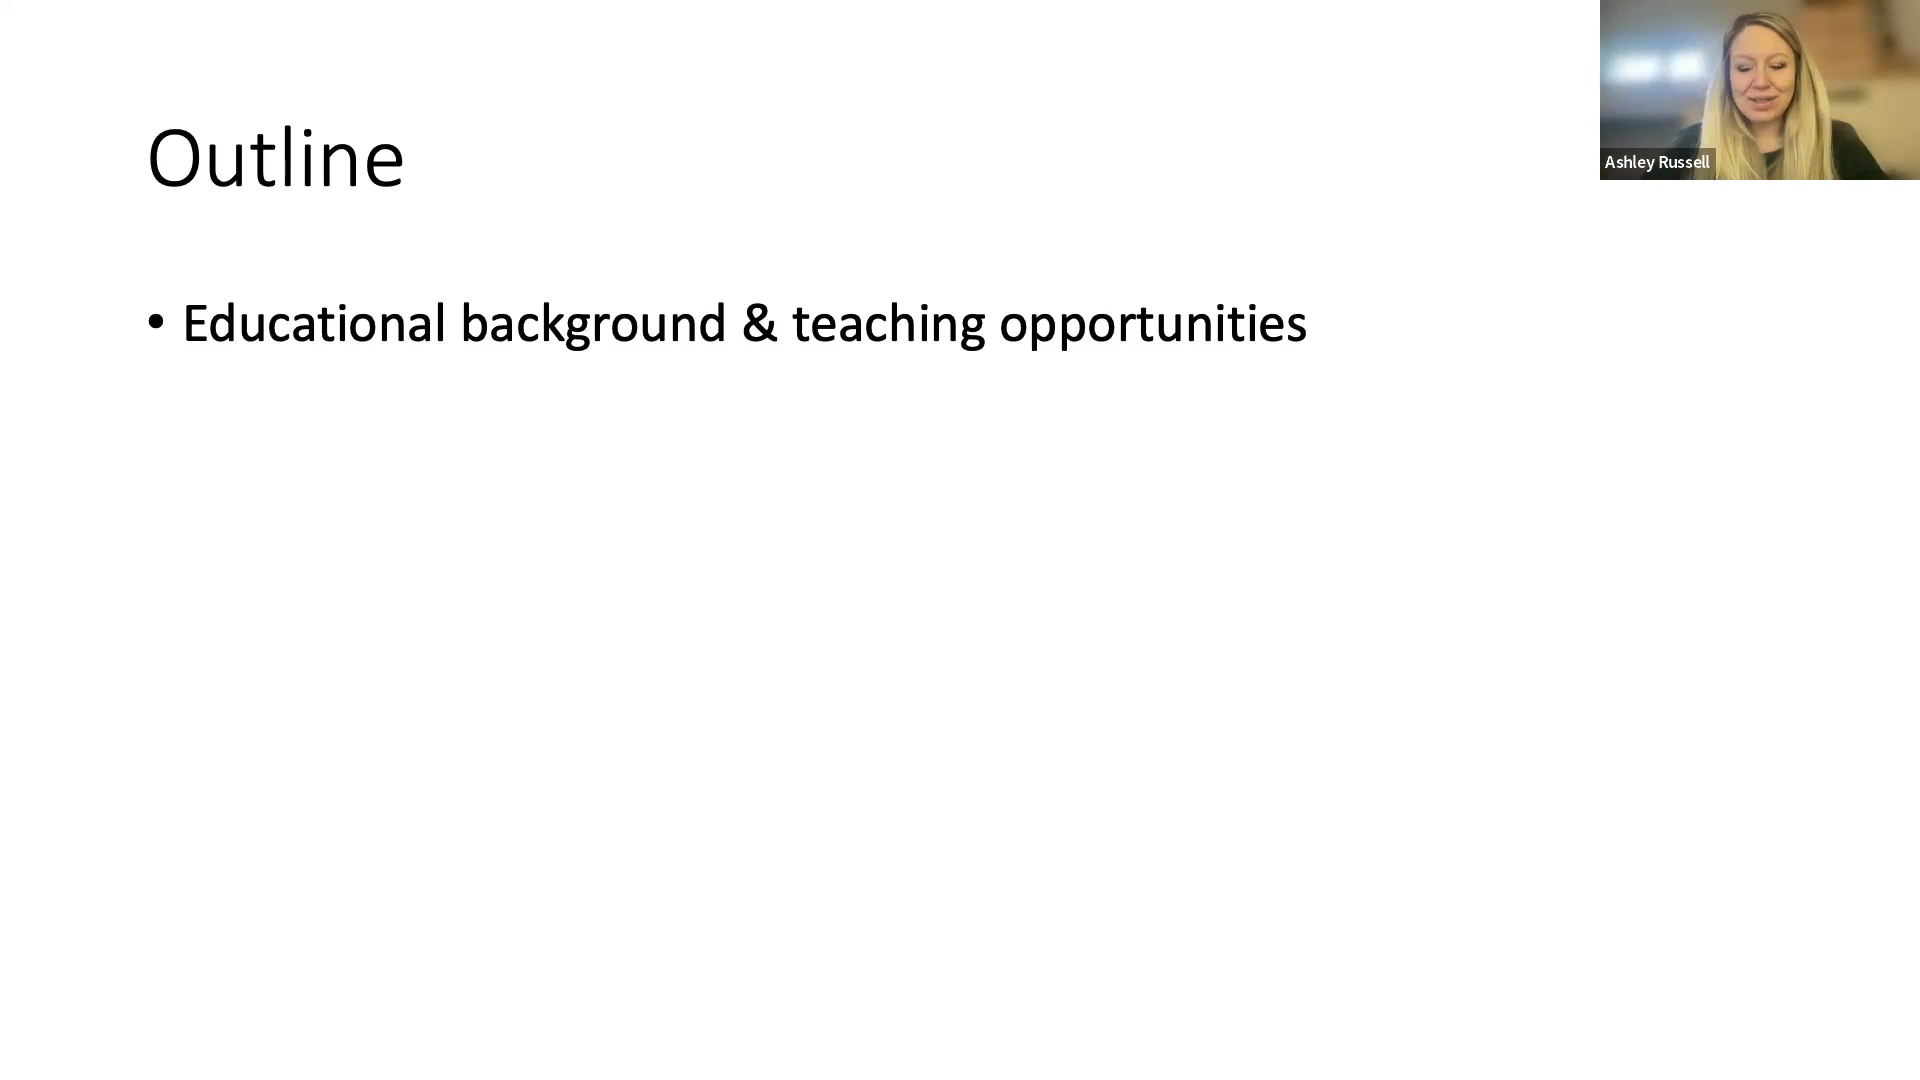 Outline
• Educational background & teaching opportunities
Ashley Russell